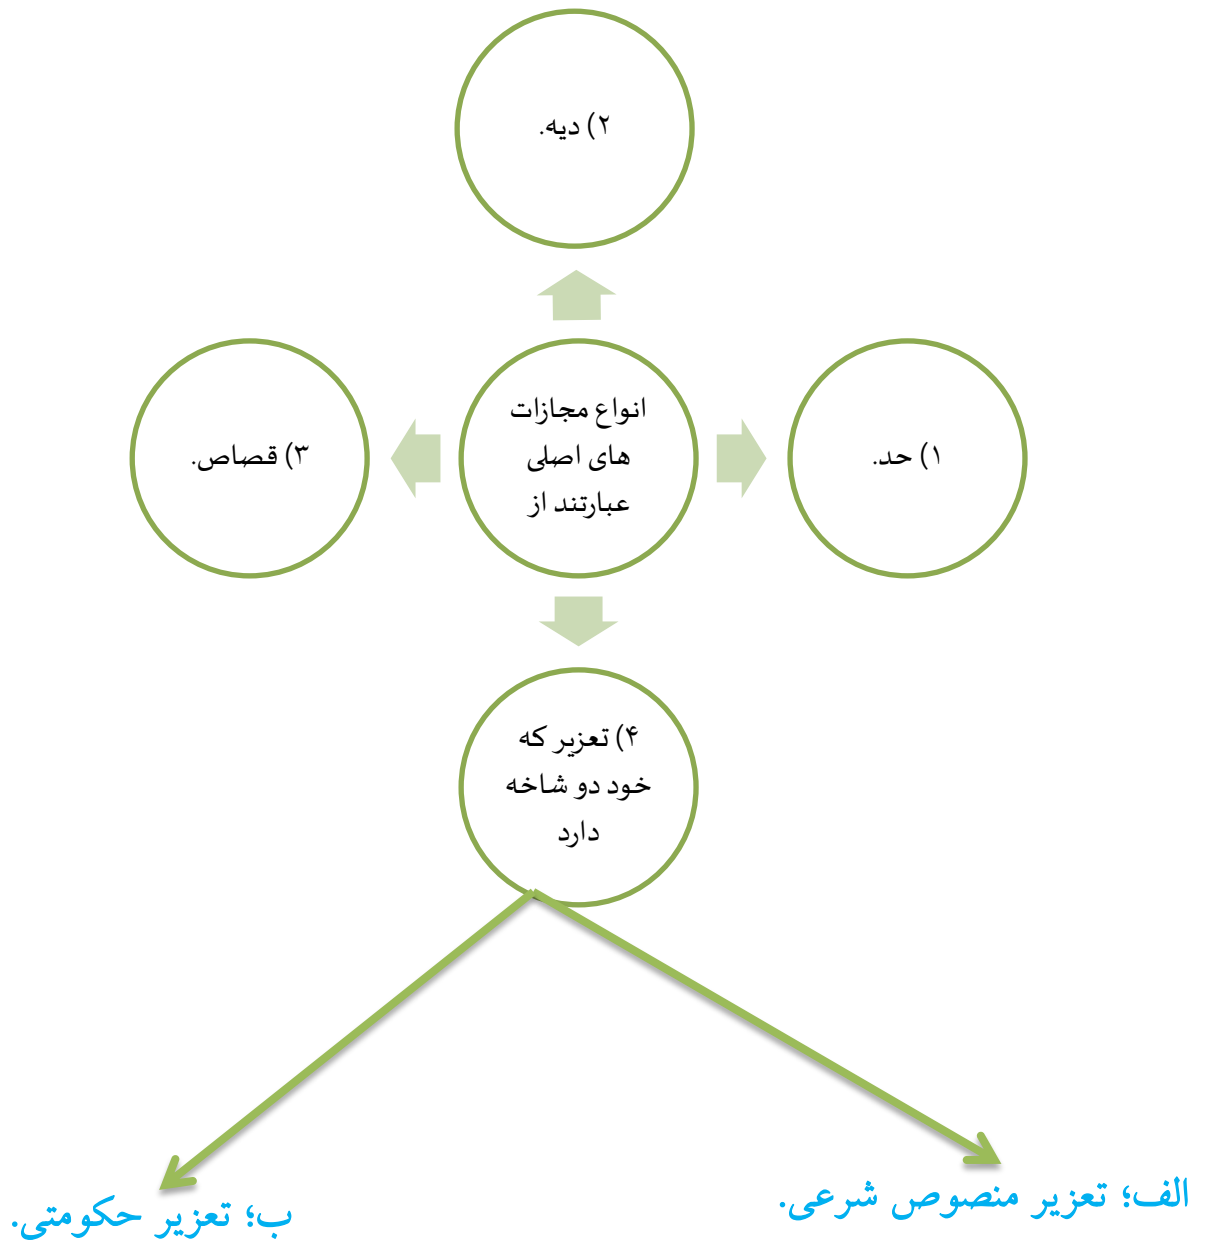 ۲) دیه.
انواع مجازات
های اصلی
عبارتند از
۱) حد.
۳) قصاص.
۴) تعزیر که
خود دو شاخه
دارد
الف؛ تعزیر منصوص شرعی.
ب؛ تعزیر حکومتی.